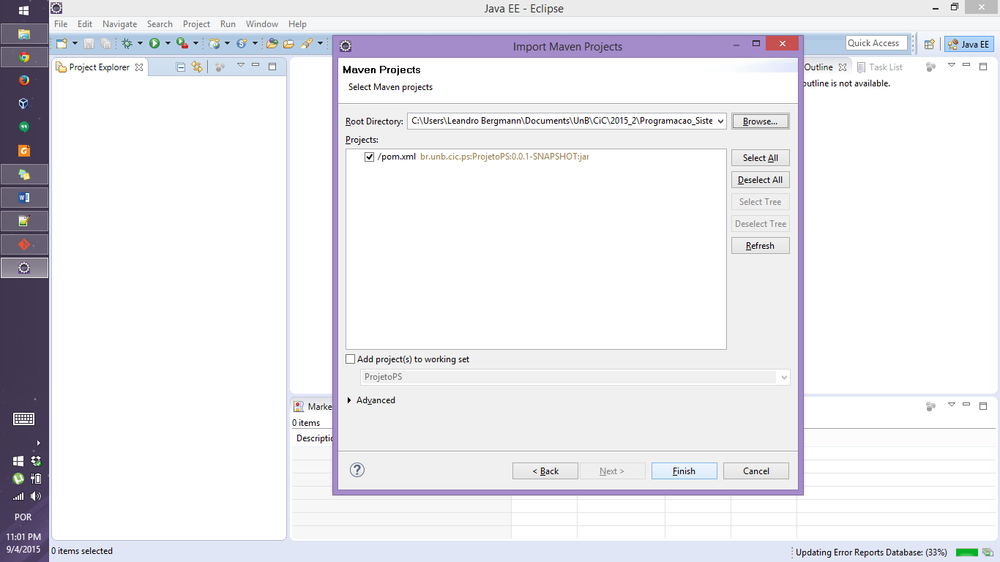 Java EE - Eclipse
File Edit Navigate Search Project Run Window Help
Quick Access
Java EE
Project Explorer
Import Maven Projects
Maven Projects
Select Maven projects
Root Directory: C:\Users\Leandro Bergmann\Documents\UnB\CiC\2015_2\Programacao_Siste
Browse...
Projects:
/pom.xml br.unb.cic.ps:ProjetoPS:0.0.1-SNAPSHOT:jar
Select All
Deselect All
Select Tree
Deselect Tree
Refresh
Add project(s) to working set
ProjetoPS
Advanced
< Back Next > Finish Cancel
Outline Task List
outline is not available.
Marke
0 items
Descriptio
POR
11:01 PM
9/4/2015
0 items selected
Updating Error Reports Database: (33%)